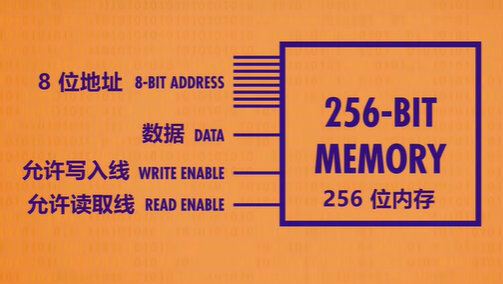 8 位地址 8-BIT ADDRESS
数据 DATA
允许写入线 WRITE ENABLE
允许读取线 READ ENABLE
256-BIT
MEMORY
256 位内存